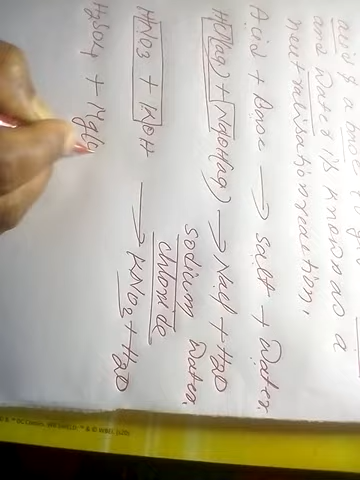 and water is known as a
neutralisation reaction.
Acid + Base → salt + water
HCl(aq) + NaOH(aq) → NaCl + H2O
sodium water
chloride
HNO3 + KOH → KNO3 + H2O
H2SO4 + Mg